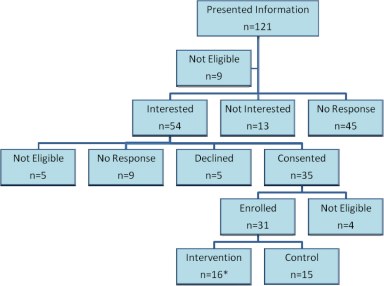 Presented Information
n=121
Not Eligible
n=9
Interested
n=54
Not Interested
n=13
No Response
n=45
Not Eligible
n=5
No Response
n=9
Declined
n=5
Consented
n=35
Enrolled
n=31
Not Eligible
n=4
Intervention
n=16*
Control
n=15